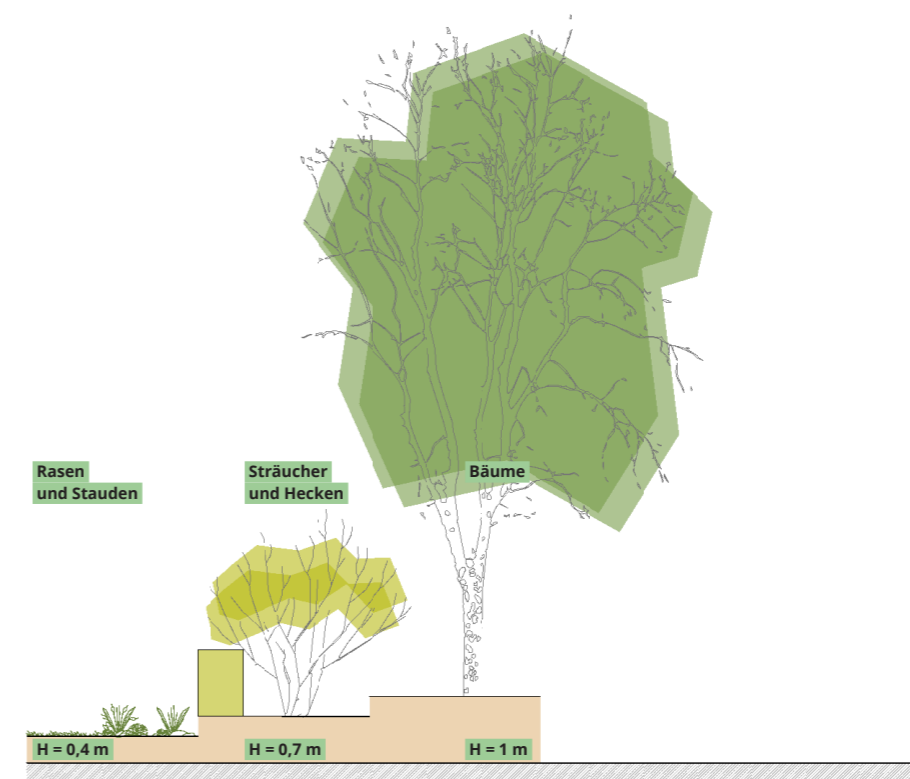 Rasen
und Stauden
Sträucher
und Hecken
Bäume
H = 0,4 m
H = 0,7 m
H = 1 m